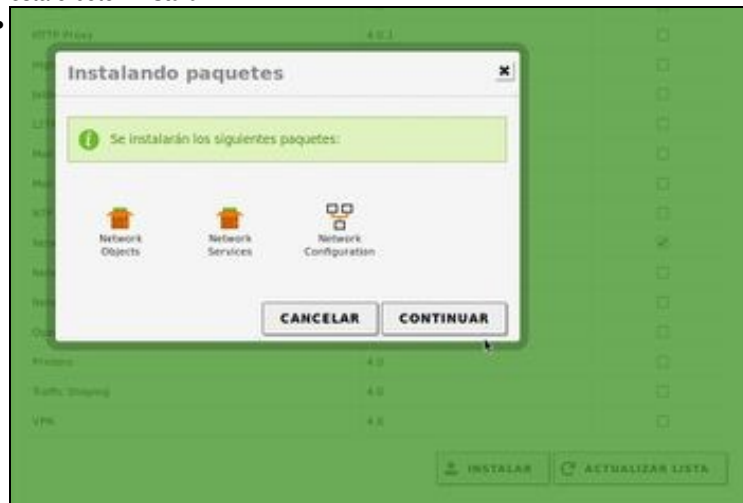 HTTP Proxy 4.0.1
Instalando paquetes
Se instalarán los siguientes paquetes:
Network
Objects
Network
Services
Network
Configuration
CANCELAR CONTINUAR
Printers 4.0
Traffic Shaping 4.0
VPN 4.0
INSTALAR ACTUALIZAR LISTA